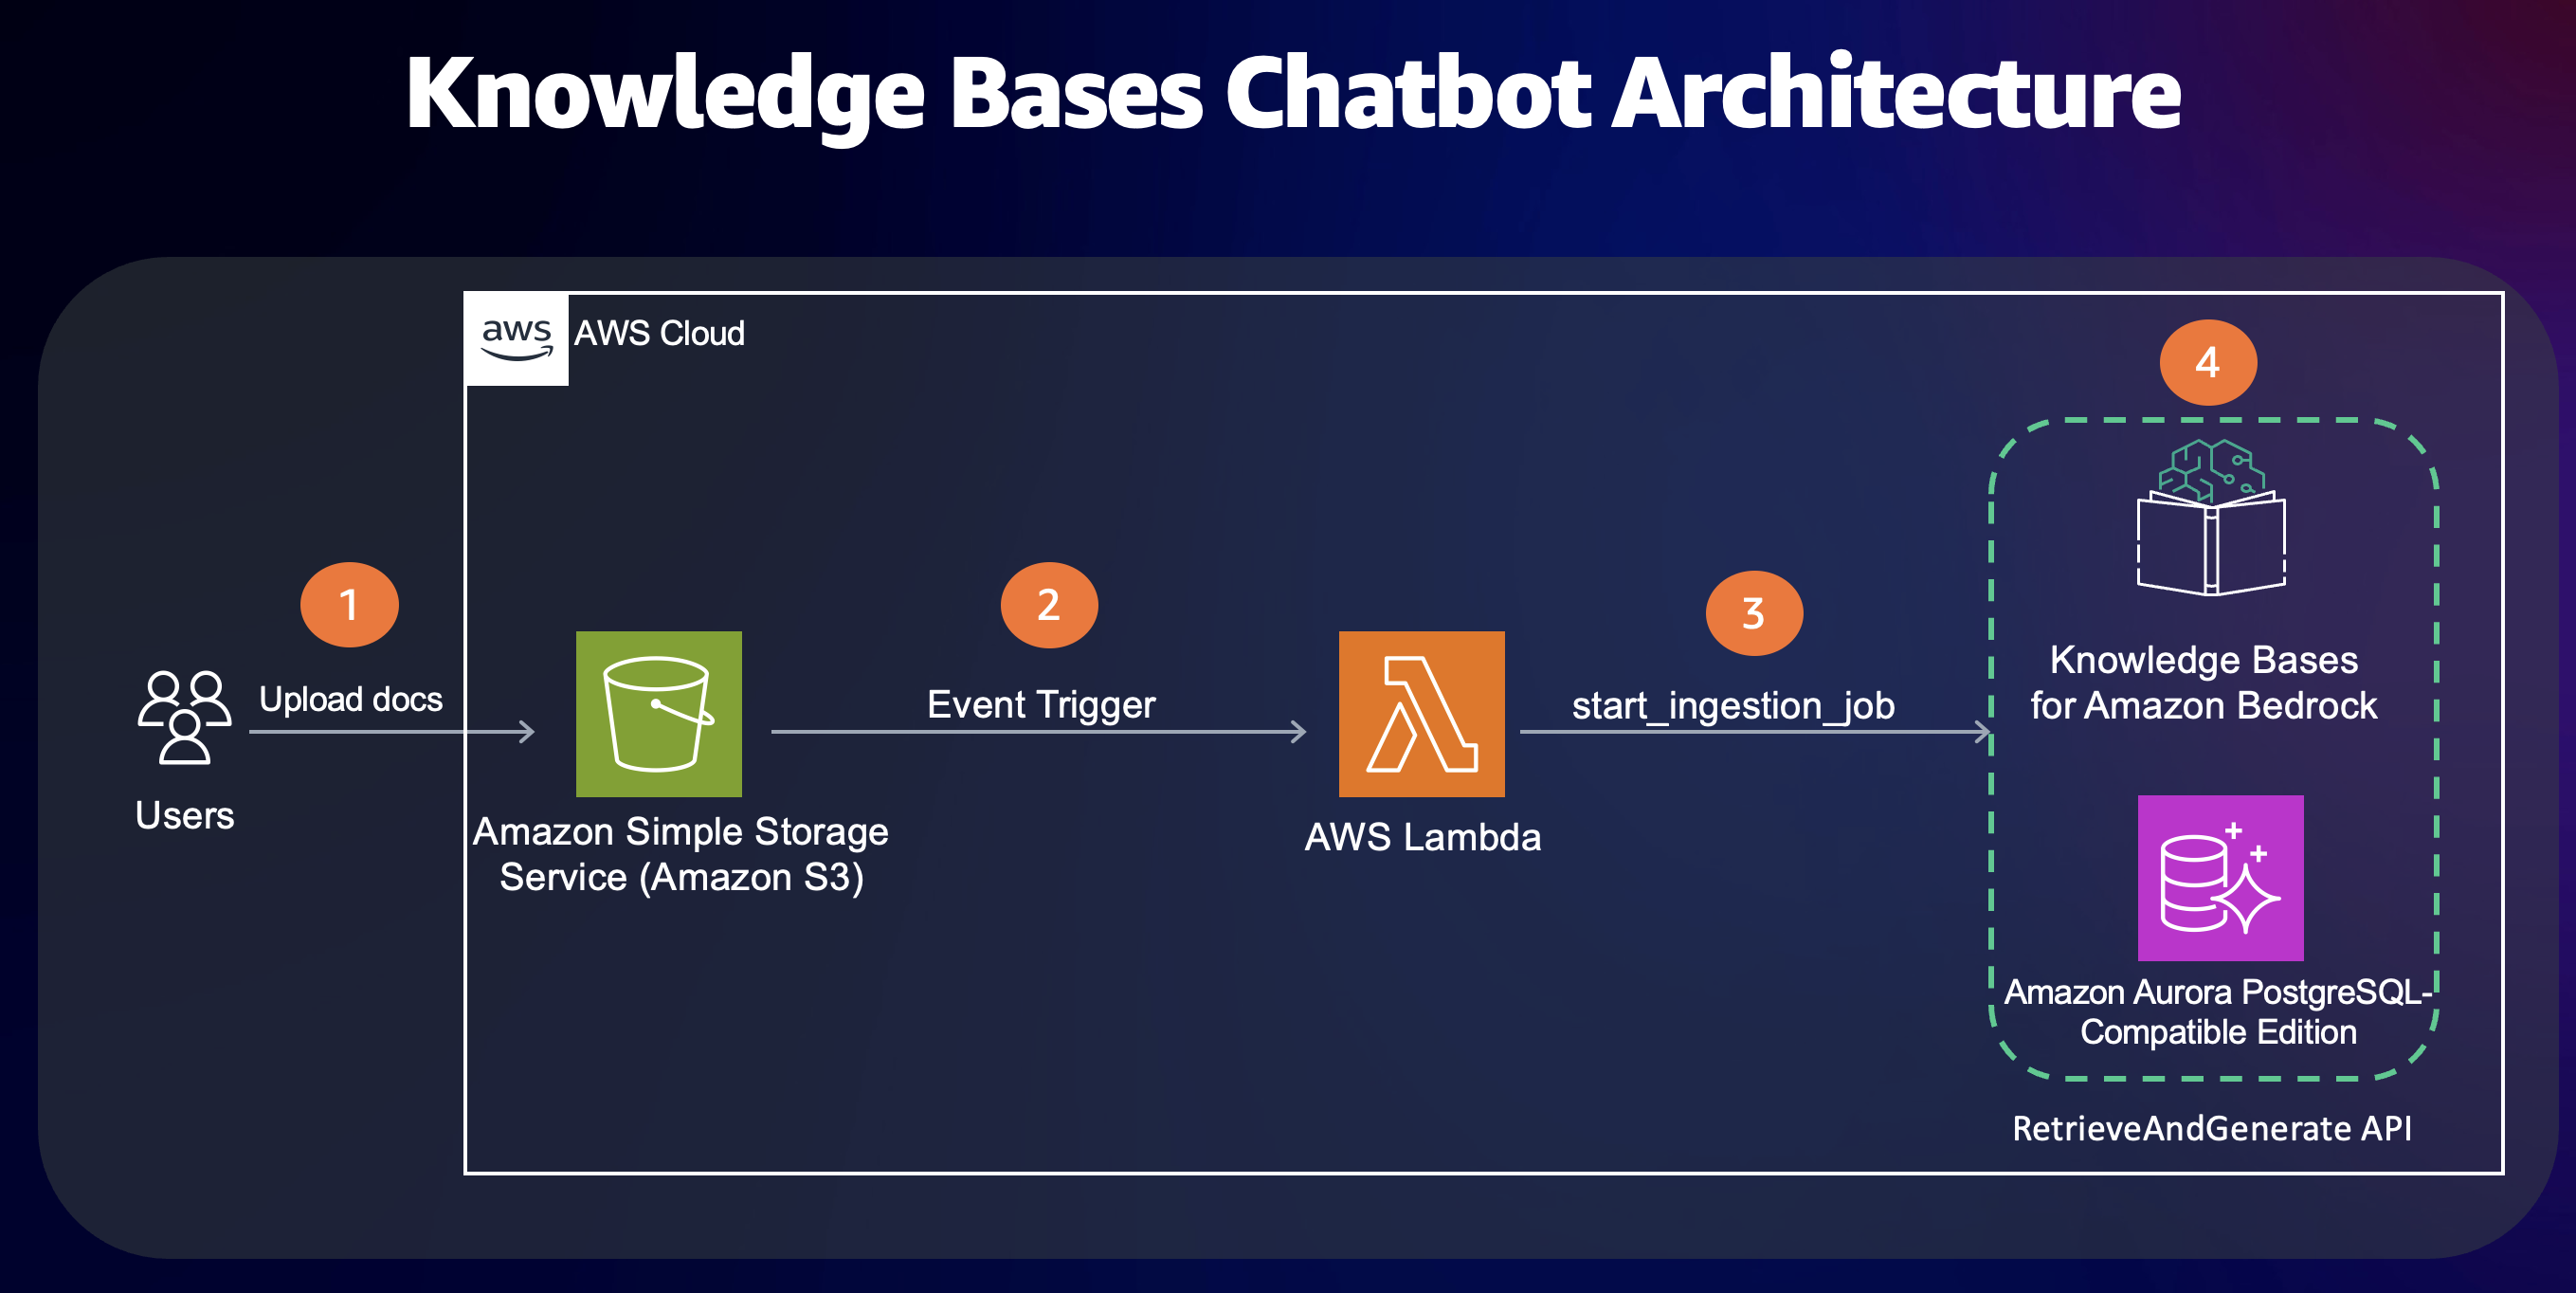 Knowledge Bases Chatbot Architecture
aws
AWS Cloud
4
1
2
3
Upload docs
Event Trigger
start_ingestion_job
Users
Amazon Simple Storage
Service (Amazon S3)
AWS Lambda
Knowledge Bases
for Amazon Bedrock
Amazon Aurora PostgreSQL-
Compatible Edition
RetrieveAndGenerate API